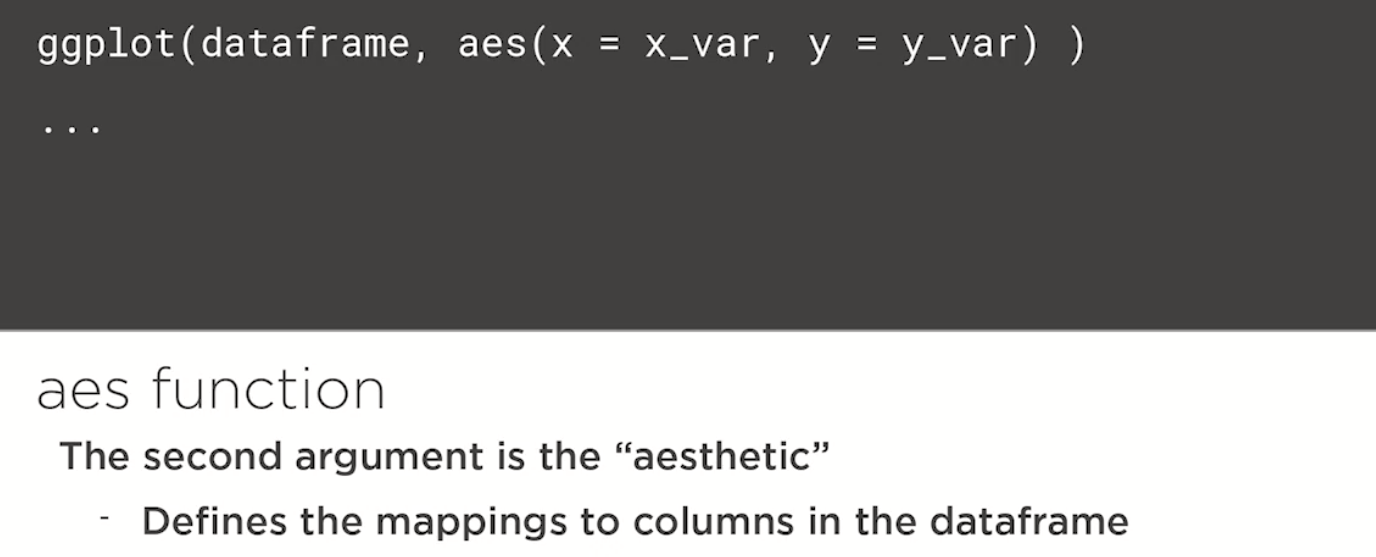 ggplot(dataframe, aes(x = x_var, y = y_var) )
...
aes function
The second argument is the “aesthetic”
- Defines the mappings to columns in the dataframe